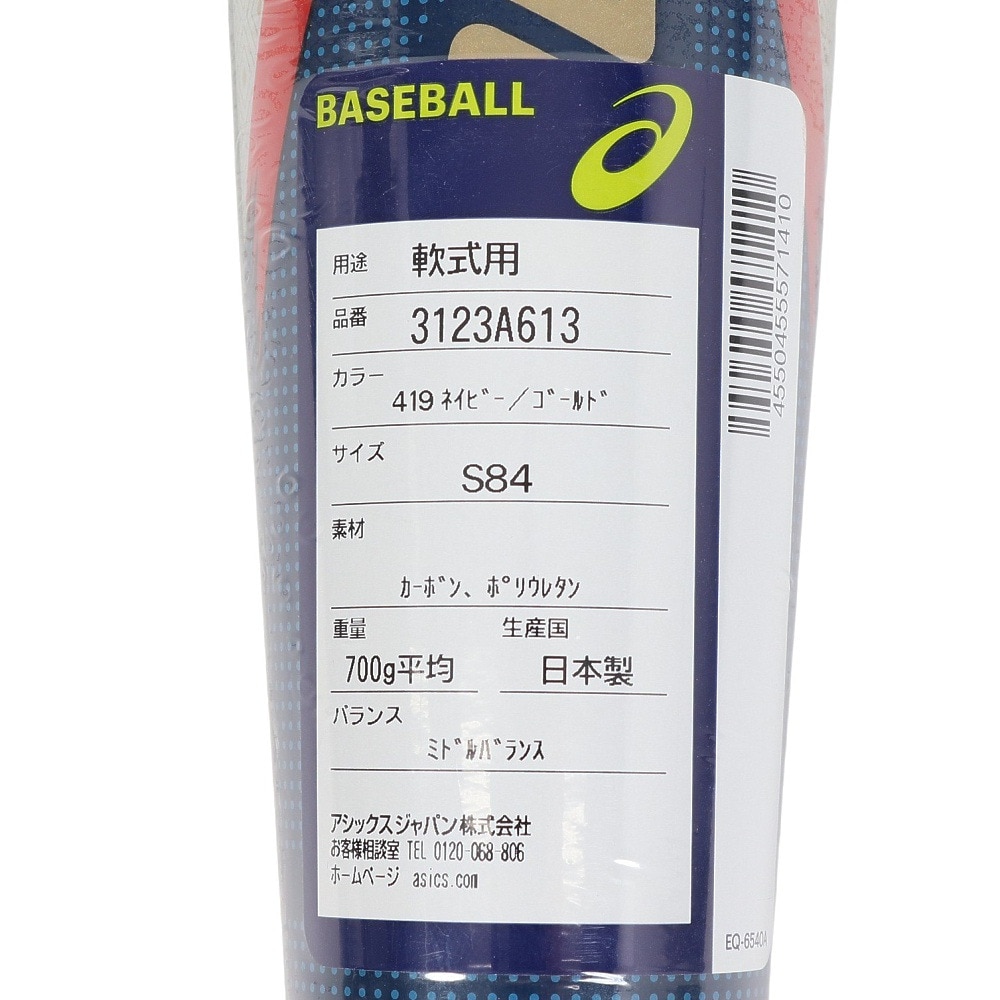 BASEBALL
用途 軟式用
品番 3123A613
カラー
419 ﾈｲﾋﾞｰ／ｺﾞｰﾙﾄﾞ
サイズ
S84
素材
ｶｰﾎﾞﾝ、ﾎﾟﾘｳﾚﾀﾝ
重量 生産国
700g平均 日本製
バランス
ﾐﾄﾞﾙﾊﾞﾗﾝｽ
アシックスジャパン株式会社
お客様相談室 TEL 0120-068-806
ホームページ asics.com
4550455571410
EQ-6540A